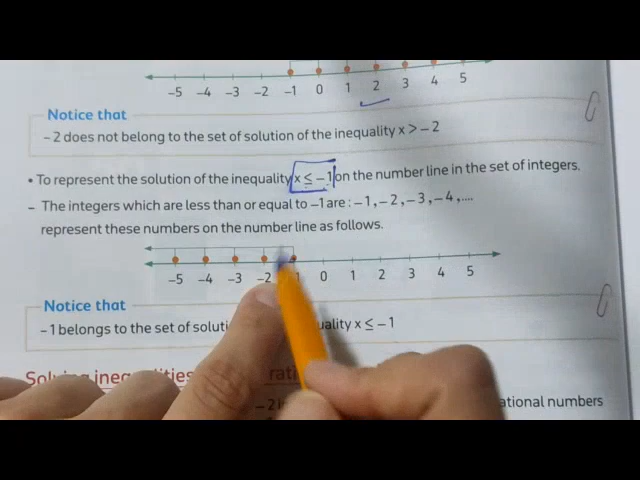 -5 -4 -3 -2 -1 0 1 2 3 4 5
Notice that
-2 does not belong to the set of solution of the inequality x > -2
• To represent the solution of the inequality x ≤ -1 on the number line in the set of integers.
- The integers which are less than or equal to -1 are : -1, -2, -3, -4, ....
represent these numbers on the number line as follows.
-5 -4 -3 -2 1 0 1 2 3 4 5
Notice that
-1 belongs to the set of x ≤ -1
Solving
-2 ational numbers